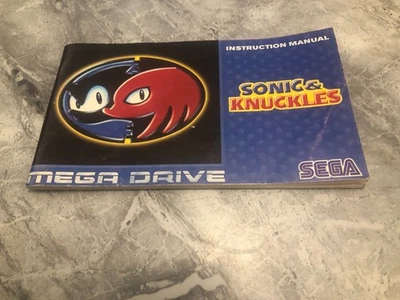 INSTRUCTION MANUAL
SONIC &
KNUCKLES
MEGA DRIVE
SEGA